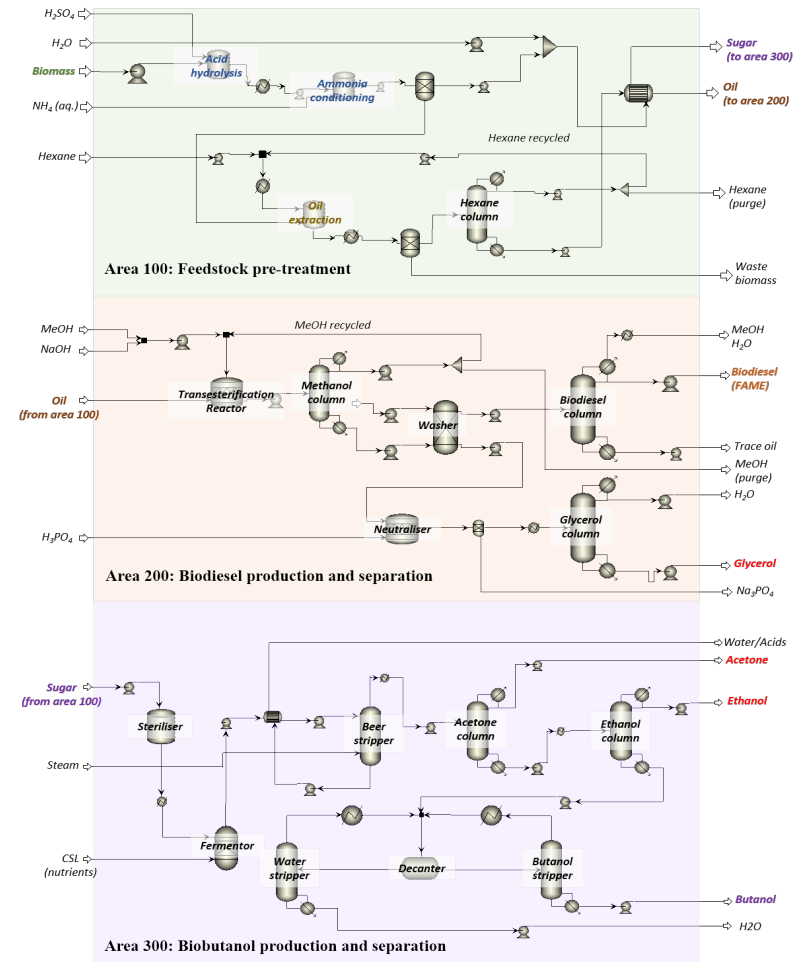 H₂SO₄
H₂O
Biomass
NH₄ (aq.)
Acid
hydrolysis
Ammonia
conditioning
Sugar
(to area 300)
Oil
(to area 200)
Hexane
Hexane recycled
Oil
extraction
Hexane
column
Hexane
(purge)
Waste
biomass
Area 100: Feedstock pre-treatment
MeOH
NaOH
MeOH recycled
Oil
(from area 100)
Transesterification
Reactor
Methanol
column
Washer
Biodiesel
column
MeOH
H₂O
Biodiesel
(FAME)
Trace oil
MeOH
(purge)
H₂O
H₃PO₄
Neutraliser
Glycerol
column
Glycerol
Na₃PO₄
Area 200: Biodiesel production and separation
Water/Acids
Acetone
Ethanol
Sugar
(from area 100)
Steriliser
Beer
stripper
Acetone
column
Ethanol
column
Steam
Fermentor
CSL
(nutrients)
Water
stripper
Decanter
Butanol
stripper
Butanol
H2O
Area 300: Biobutanol production and separation